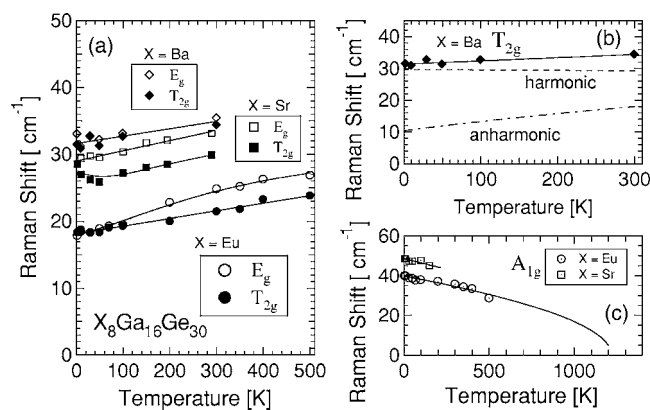 (a)
X = Ba
E_g
T_2g
X = Sr
E_g
T_2g
X = Eu
E_g
T_2g
X_8Ga_16Ge_30
50
40
30
20
10
0
Raman Shift [ cm^-1]
0 100 200 300 400 500
Temperature [K]
X = Ba T_2g
(b)
harmonic
anharmonic
40
30
20
10
0
Raman Shift [ cm^-1]
0 100 200 300
Temperature [K]
A_1g
X = Eu
X = Sr
(c)
60
40
20
0
Raman Shift [ cm^-1]
0 400 800 1200
Temperature [K]